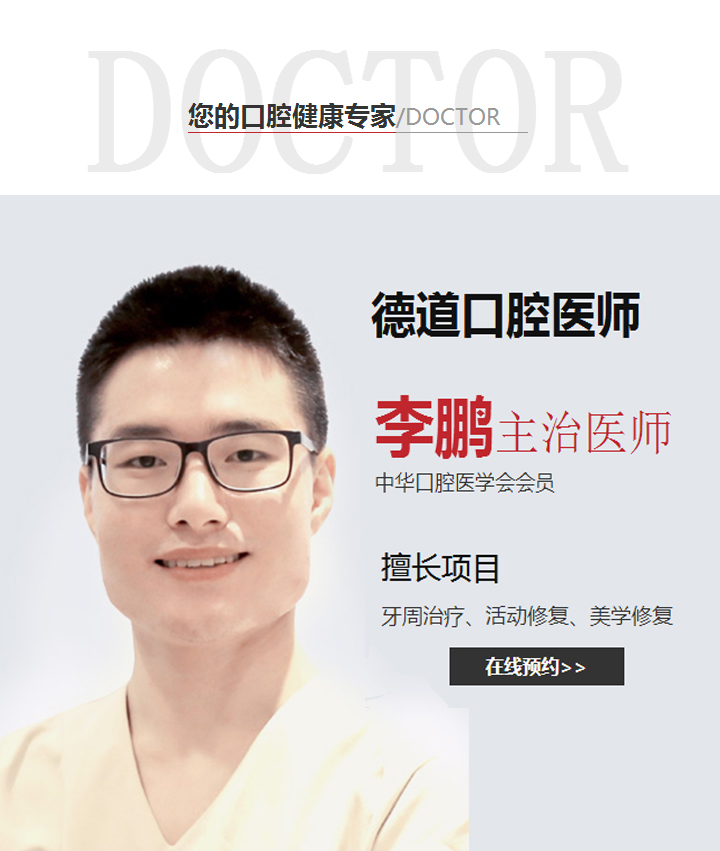 DOCTOR
您的口腔健康专家/DOCTOR
德道口腔医师
李鹏主治医师
中华口腔医学会会员
擅长项目
牙周治疗、活动修复、美学修复
在线预约>>